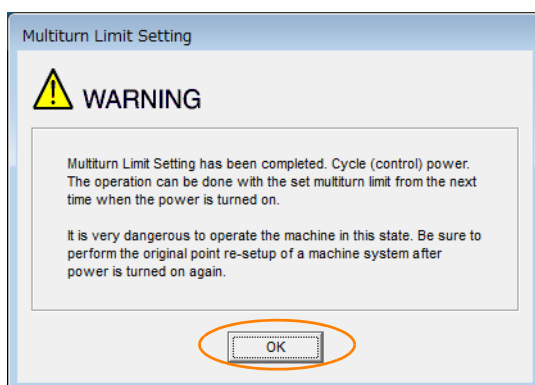 Multiturn Limit Setting
WARNING
Multiturn Limit Setting has been completed. Cycle (control) power.
The operation can be done with the set multiturn limit from the next
time when the power is turned on.
It is very dangerous to operate the machine in this state. Be sure to
perform the original point re-setup of a machine system after
power is turned on again.
OK